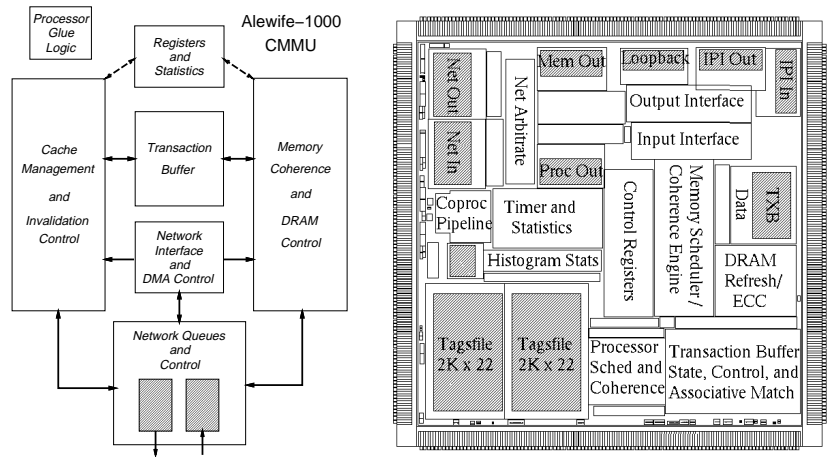 Processor
Glue
Logic
Alewife-1000
CMMU
Registers
and
Statistics
Cache
Management
and
Invalidation
Control
Transaction
Buffer
Memory
Coherence
and
DRAM
Control
Network
Interface
and
DMA Control
Network Queues
and
Control
Net Out
Net In
Net Arbitrate
Mem Out
Loopback
IPI Out
IPI In
Output Interface
Input Interface
Proc Out
Coproc
Pipeline
Timer and
Statistics
Histogram Stats
Control Registers
Memory Scheduler /
Coherence Engine
Data
TXB
DRAM
Refresh/
ECC
Tagsfile
2K x 22
Tagsfile
2K x 22
Processor
Sched and
Coherence
Transaction Buffer
State, Control, and
Associative Match